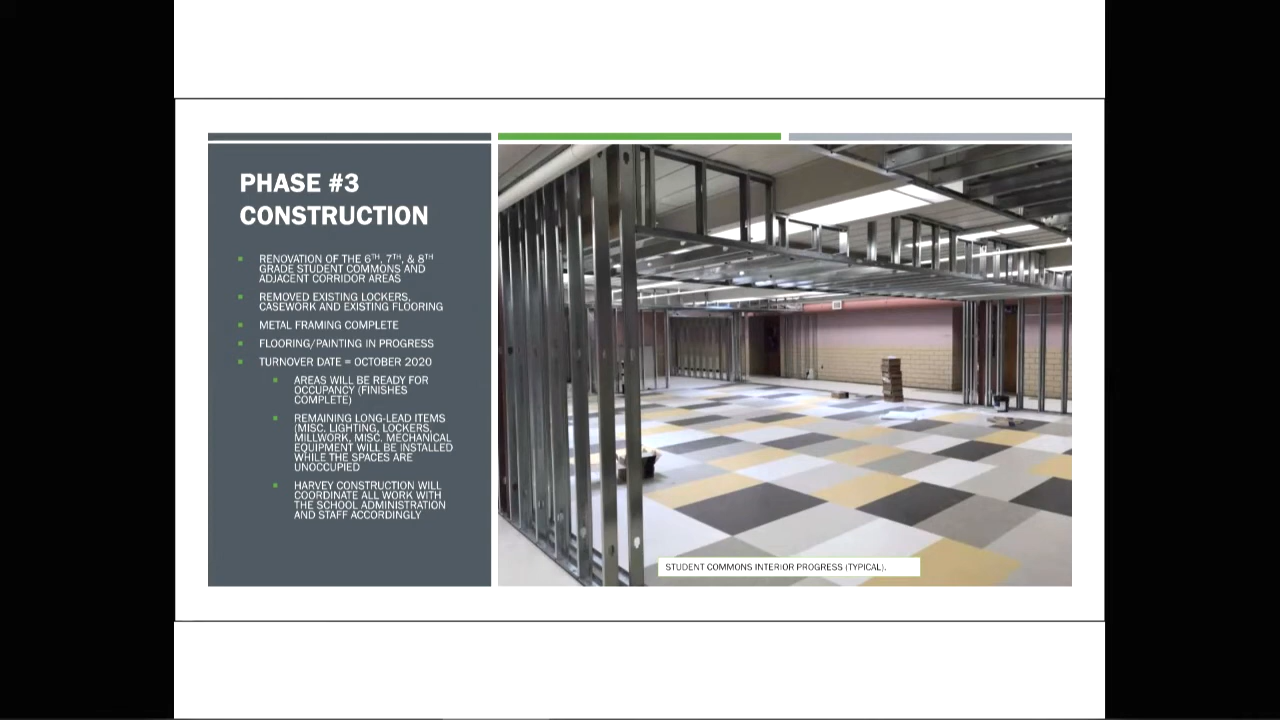 PHASE #3
CONSTRUCTION
RENOVATION OF THE 6TH, 7TH, & 8TH
GRADE STUDENT COMMONS AND
ADJACENT CORRIDOR AREAS
REMOVED EXISTING LOCKERS,
CASEWORK AND EXISTING FLOORING
METAL FRAMING COMPLETE
FLOORING/PAINTING IN PROGRESS
TURNOVER DATE = OCTOBER 2020
AREAS WILL BE READY FOR
OCCUPANCY (FINISHES
COMPLETE)
REMAINING LONG-LEAD ITEMS
(MISC. LIGHTING, LOCKERS,
MILLWORK, MISC. MECHANICAL
EQUIPMENT WILL BE INSTALLED
WHILE THE SPACES ARE
UNOCCUPIED
HARVEY CONSTRUCTION WILL
COORDINATE ALL WORK WITH
THE SCHOOL ADMINISTRATION
AND STAFF ACCORDINGLY
STUDENT COMMONS INTERIOR PROGRESS (TYPICAL).